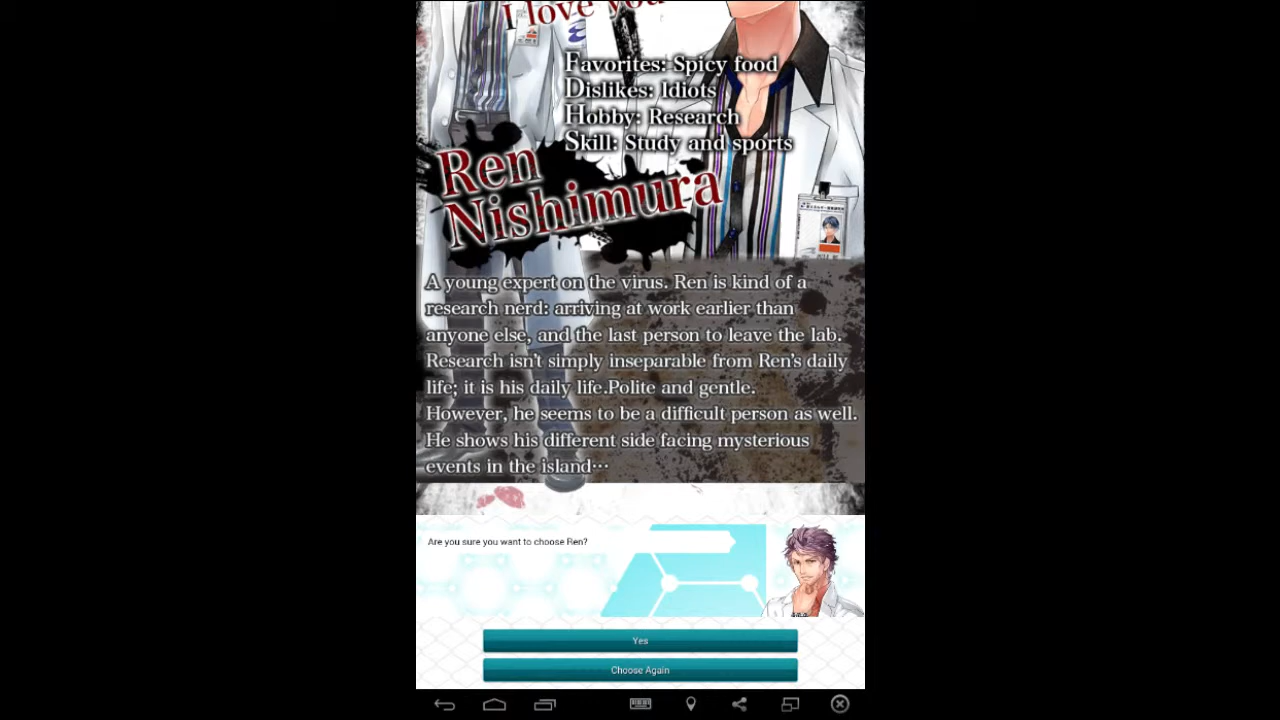 I love you
Favorites: Spicy food
Dislikes: Idiots
Hobby: Research
Skill: Study and sports
Ren
Nishimura
A young expert on the virus. Ren is kind of a
research nerd: arriving at work earlier than
anyone else, and the last person to leave the lab.
Research isn't simply inseparable from Ren's daily
life; it is his daily life.Polite and gentle.
However, he seems to be a difficult person as well.
He shows his different side facing mysterious
events in the island…
Are you sure you want to choose Ren?
Yes
Choose Again